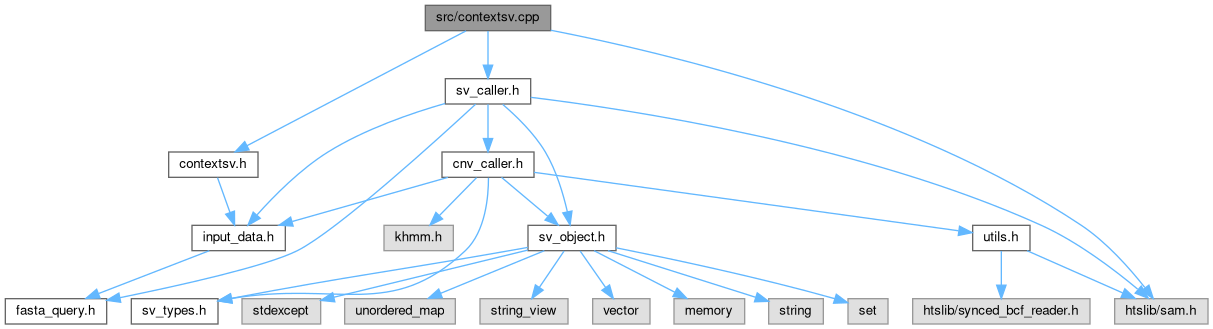 src/contextsv.cpp
sv_caller.h
contextsv.h
cnv_caller.h
input_data.h
khmm.h
sv_object.h
utils.h
fasta_query.h
sv_types.h
stdexcept
unordered_map
string_view
vector
memory
string
set
htslib/synced_bcf_reader.h
htslib/sam.h